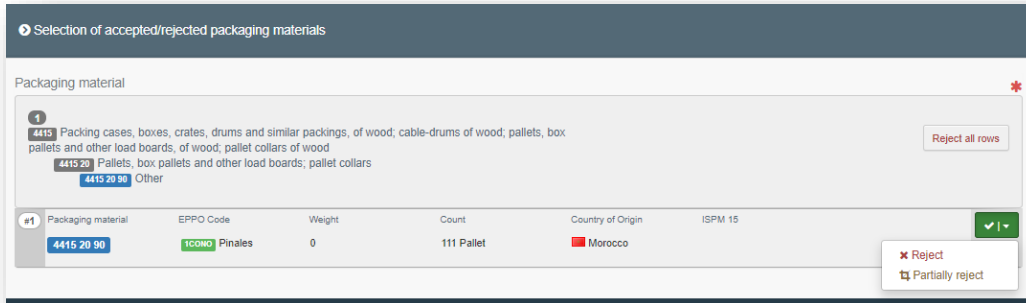 Selection of accepted/rejected packaging materials
Packaging material *
1
4415 Packing cases, boxes, crates, drums and similar packings, of wood; cable-drums of wood; pallets, box
pallets and other load boards, of wood; pallet collars of wood
Reject all rows
4415 20 Pallets, box pallets and other load boards; pallet collars
4415 20 90 Other
#1 Packaging material EPPO Code Weight Count Country of Origin ISPM 15
4415 20 90 1CONO Pinales 0 111 Pallet Morocco
Reject
Partially reject